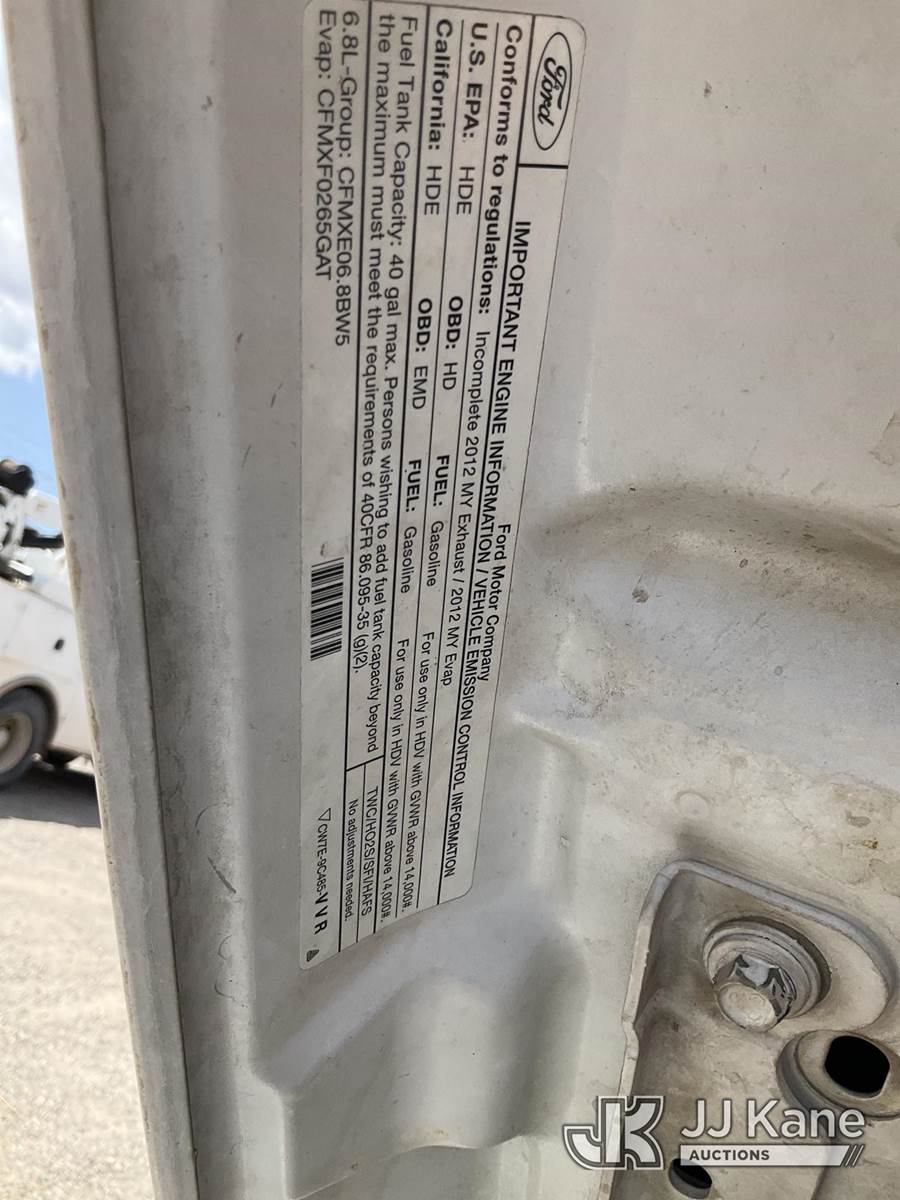 Ford
Ford Motor Company
IMPORTANT ENGINE INFORMATION / VEHICLE EMISSION CONTROL INFORMATION
Conforms to regulations: Incomplete 2012 MY Exhaust / 2012 MY Evap
U.S. EPA: HDE OBD: HD FUEL: Gasoline For use only in HDV with GVWR above 14,000#.
California: HDE OBD: EMD FUEL: Gasoline For use only in HDV with GVWR above 14,000#.
Fuel Tank Capacity: 40 gal max. Persons wishing to add fuel tank capacity beyond
the maximum must meet the requirements of 40CFR 86.095-35 (g)(2).
TWC/HO2S/SFI/HAFS
No adjustments needed.
6.8L-Group: CFMXE06.8BW5
Evap: CFMXF0265GAT
CW7E-9C485-VVR
JK JJ Kane
AUCTIONS